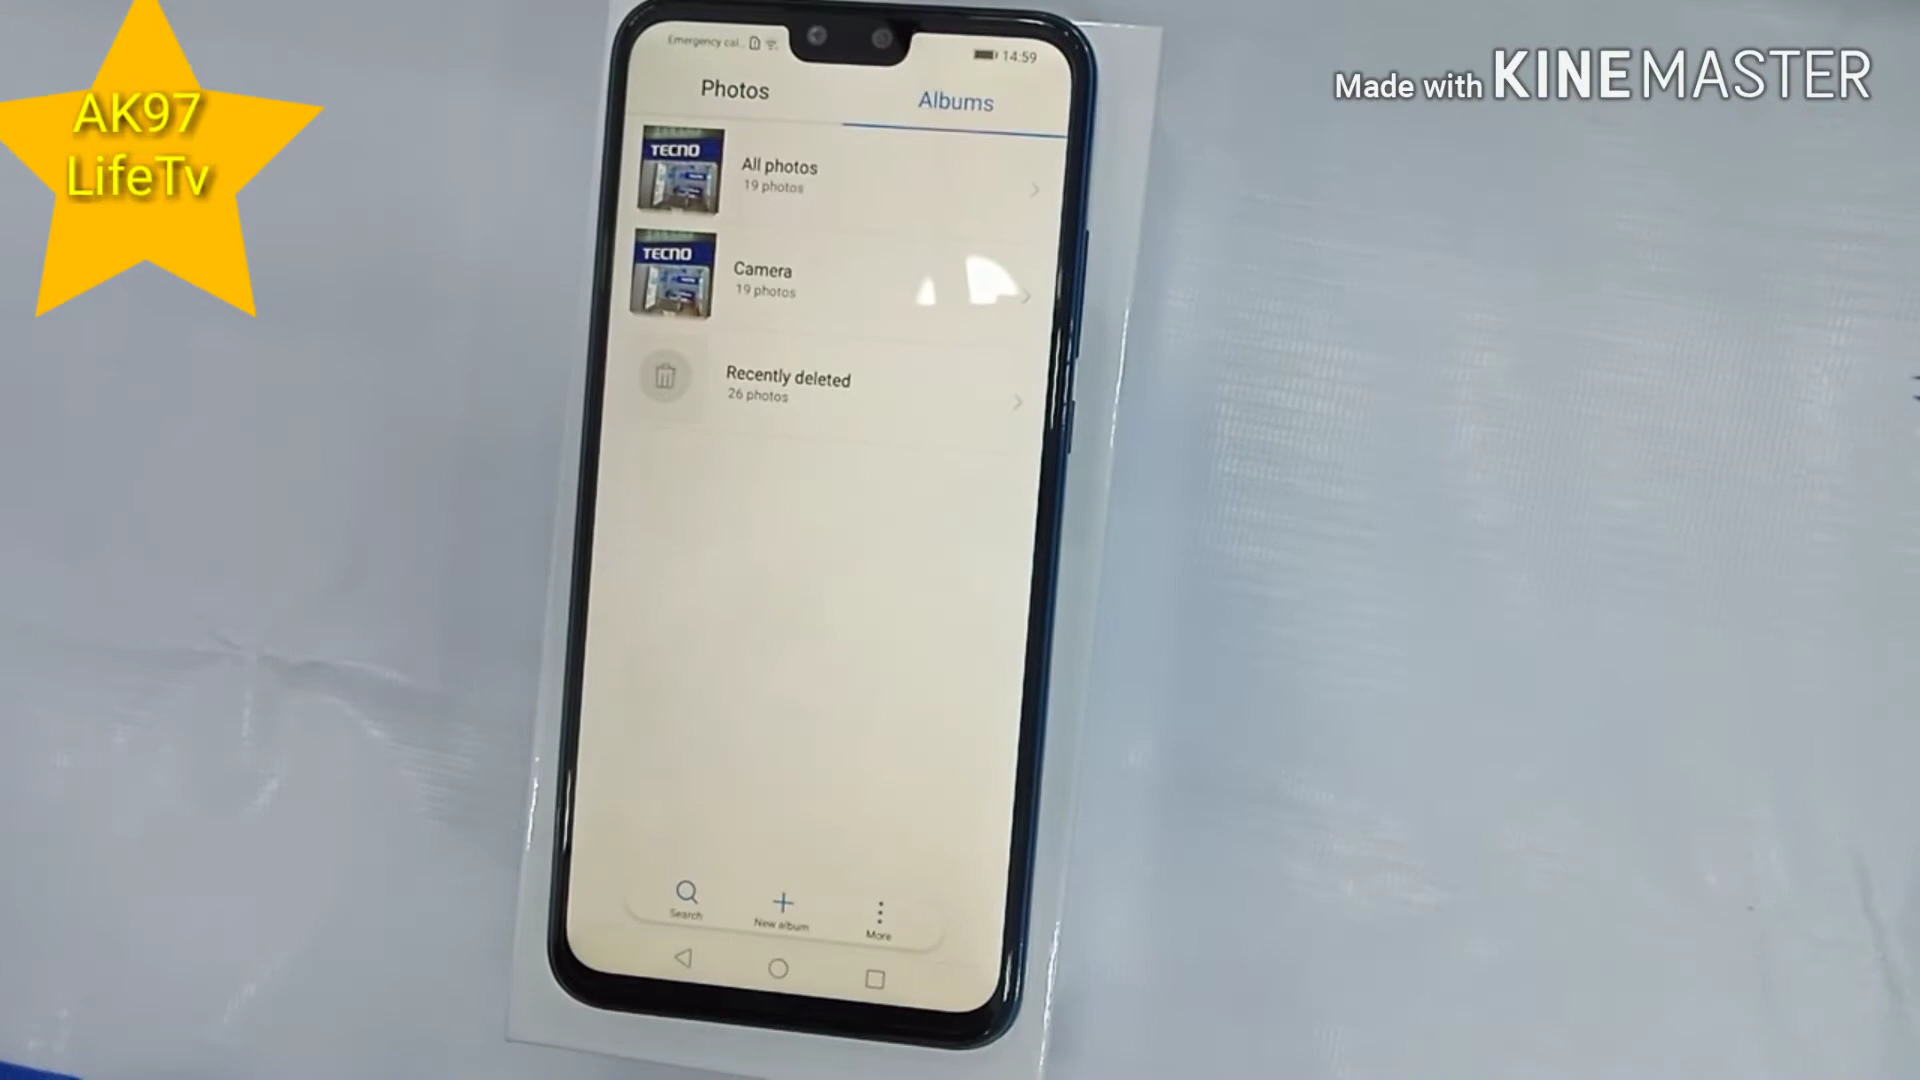 AK97
LifeTv
Made with KINEMASTER
Emergency cal...
14:59
Photos
Albums
TECNO
All photos
19 photos
TECNO
Camera
19 photos
Recently deleted
26 photos
Search
New album
More